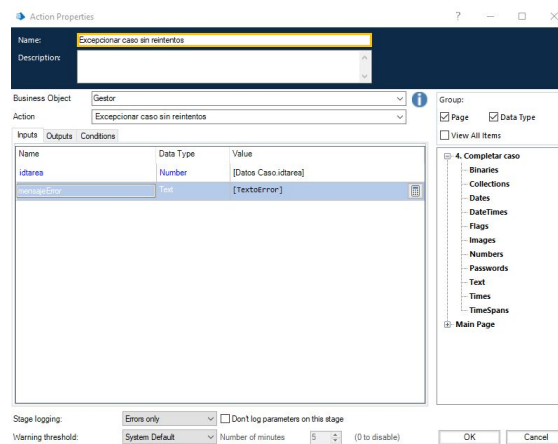 Action Properties
Name: Excepcionar caso sin reintentos
Description:
Business Object Gestor
Action Excepcionar caso sin reintentos
Inputs Outputs Conditions
Name Data Type Value
idtarea Number [Datos Caso.idtarea]
mensajeError Text [TextoError]
Group:
Page Data Type
View All Items
4. Completar caso
Binaries
Collections
Dates
DateTimes
Flags
Images
Numbers
Passwords
Text
Times
TimeSpans
Main Page
Stage logging: Errors only Don't log parameters on this stage
Warning threshold: System Default Number of minutes 5 (0 to disable)
OK Cancel